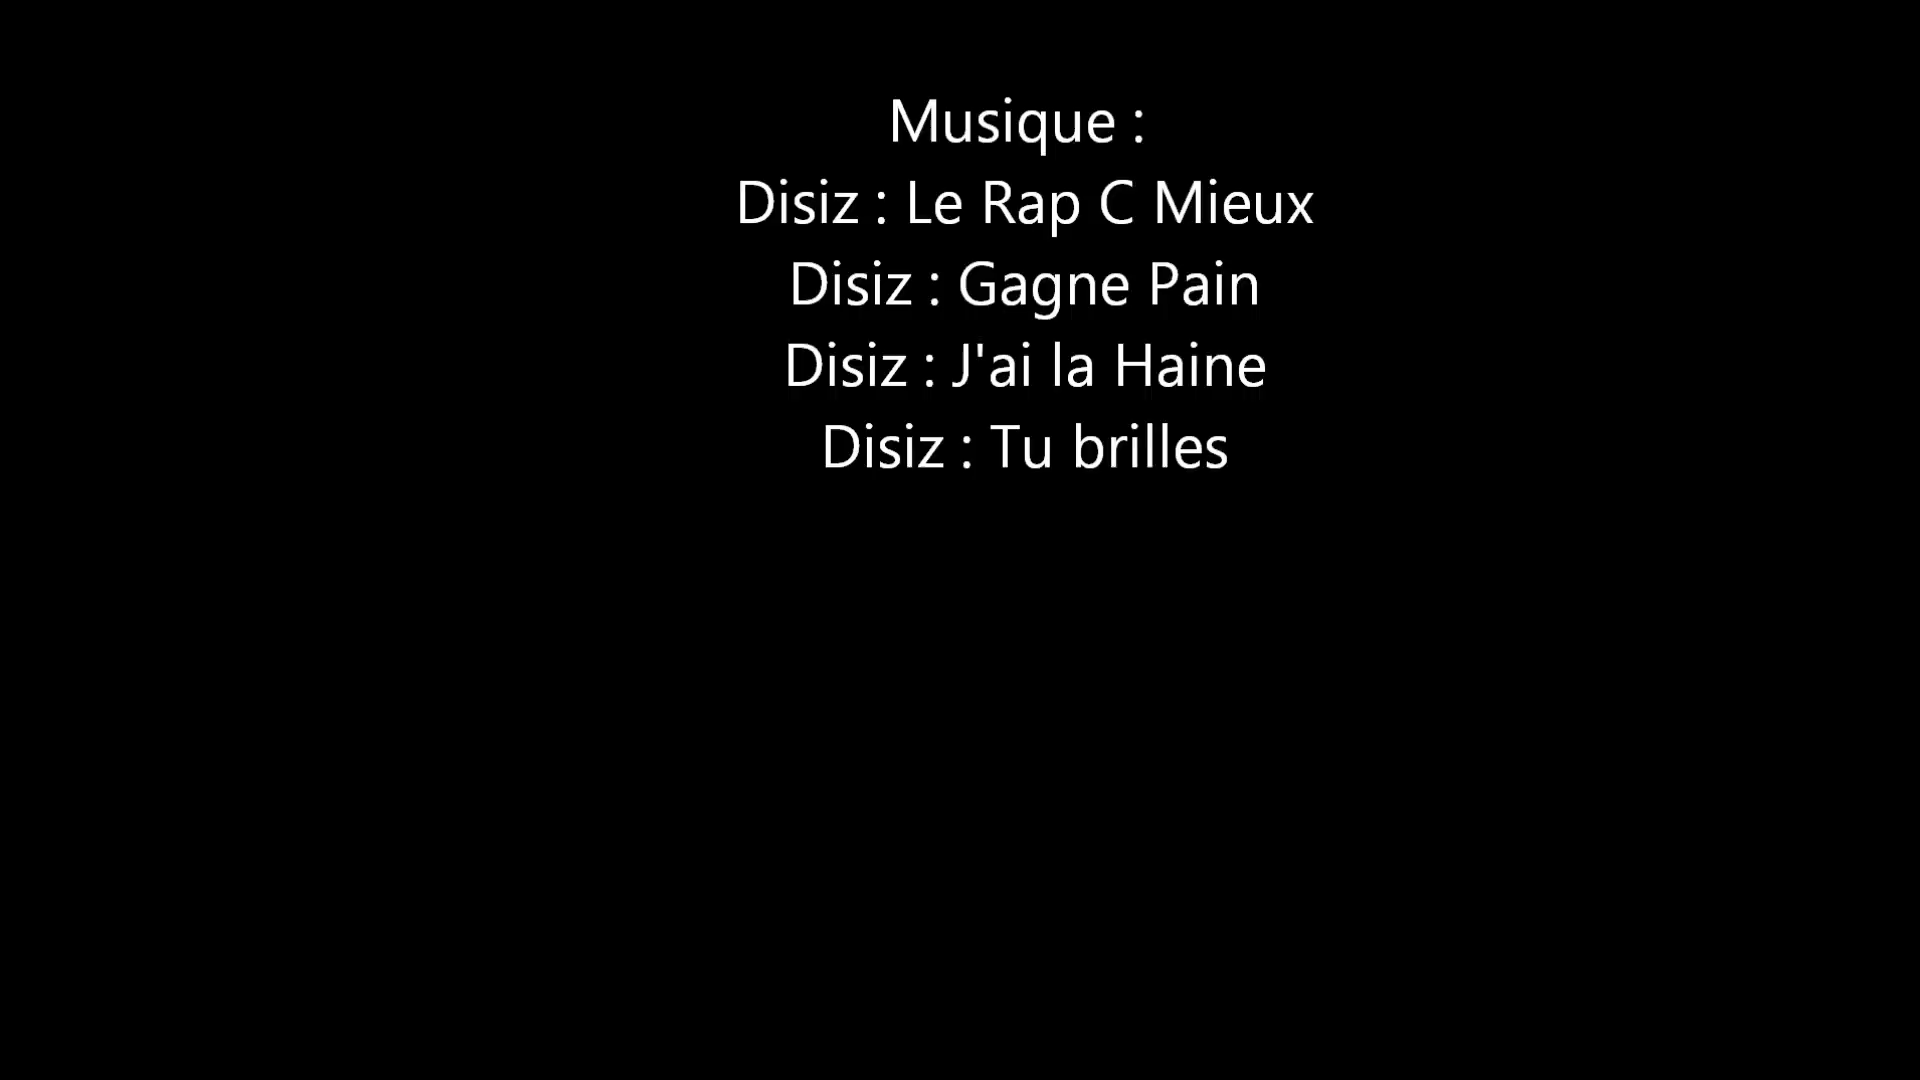 Musique :
Disiz : Le Rap C Mieux
Disiz : Gagne Pain
Disiz : J'ai la Haine
Disiz : Tu brilles